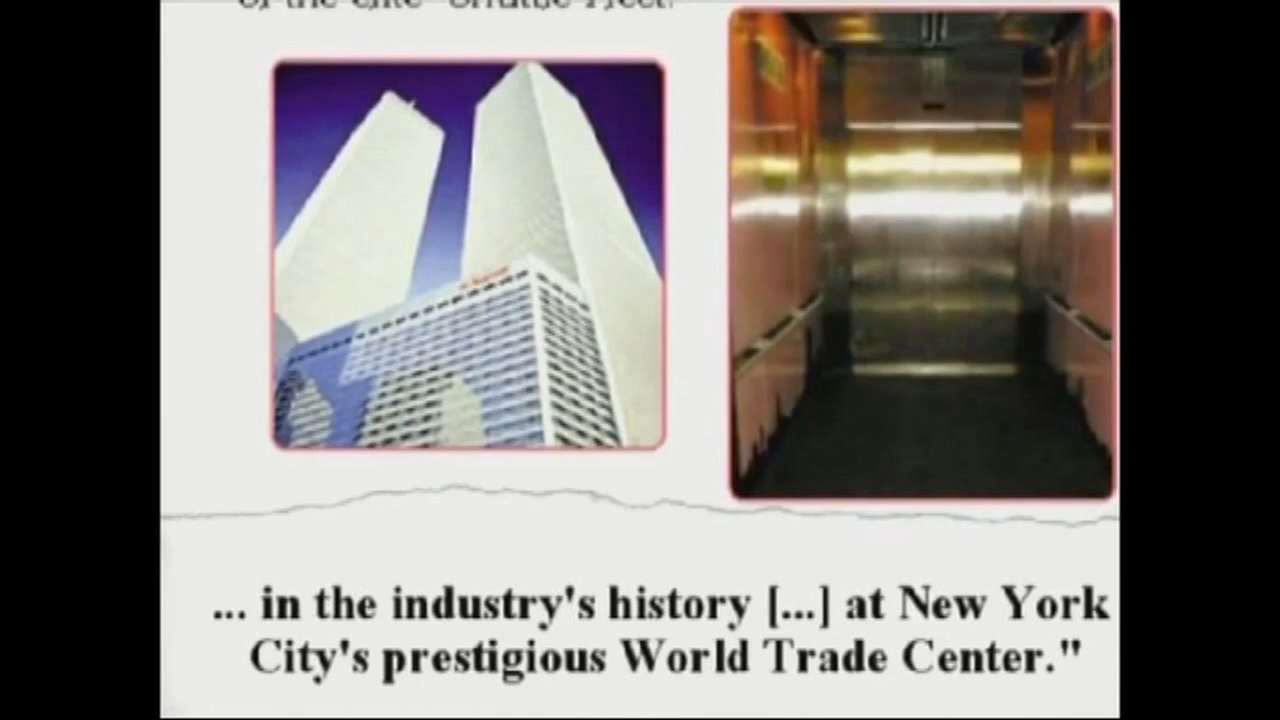 ... in the industry's history [...] at New York
City's prestigious World Trade Center."